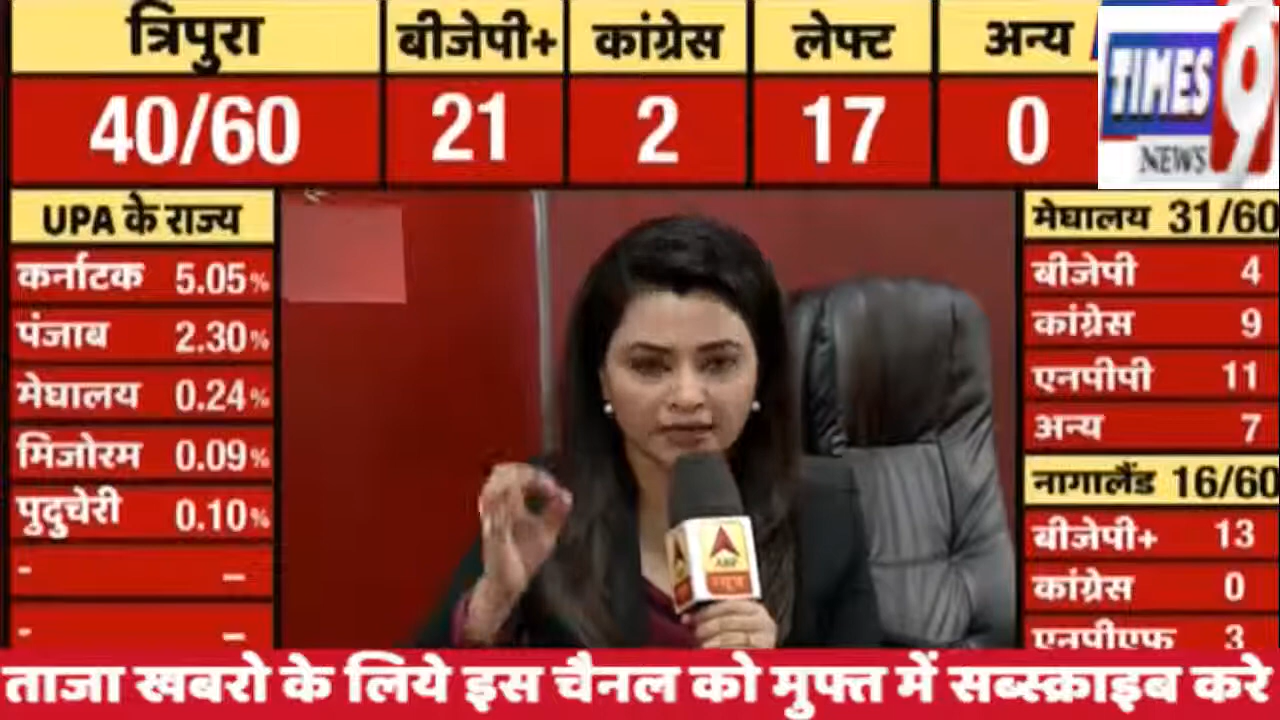 त्रिपुरा बीजेपी+ कांग्रेस लेफ्ट अन्य
40/60 21 2 17 0
TIMES 9
NEWS
UPA के राज्य
कर्नाटक 5.05%
पंजाब 2.30%
मेघालय 0.24%
मिजोरम 0.09%
पुदुचेरी 0.10%
- –
- –
ABP
न्यूज़
मेघालय 31/60
बीजेपी 4
कांग्रेस 9
एनपीपी 11
अन्य 7
नागालैंड 16/60
बीजेपी+ 13
कांग्रेस 0
एनपीएफ 3
ताजा खबरो के लिये इस चैनल को मुफ्त में सब्स्क्राइब करे